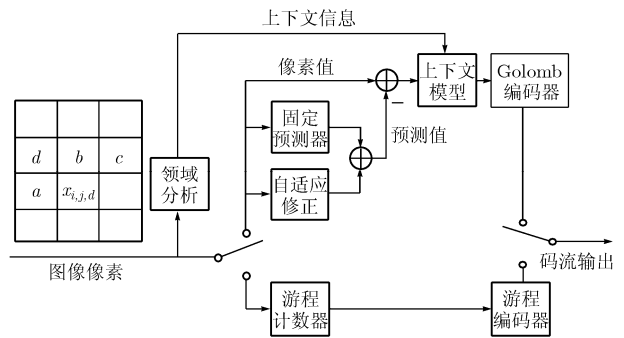 上下文信息
像素值
上下文
模型
Golomb
编码器
固定
预测器
预测值
d b c
a x_{i,j,d}
领域
分析
自适应
修正
图像像素
码流输出
游程
计数器
游程
编码器